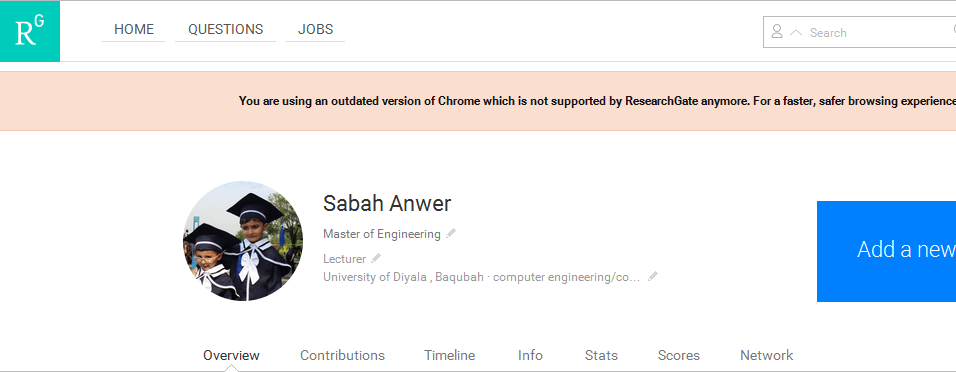 RG
HOME QUESTIONS JOBS Search
You are using an outdated version of Chrome which is not supported by ResearchGate anymore. For a faster, safer browsing experience
Sabah Anwer
Master of Engineering
Lecturer
University of Diyala , Baqubah · computer engineering/co...
Add a new
Overview Contributions Timeline Info Stats Scores Network